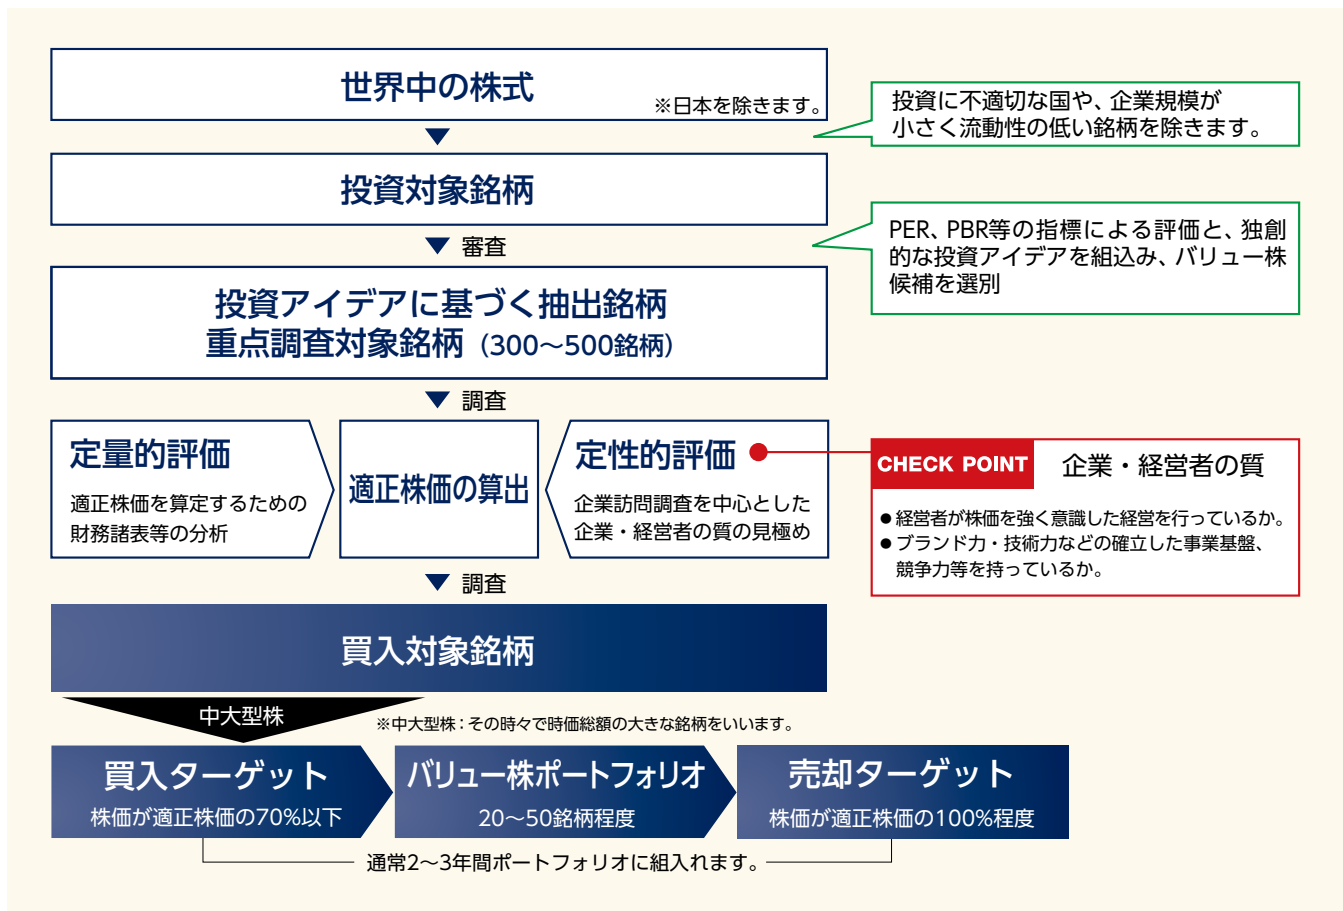 世界中の株式
※日本を除きます。
投資に不適切な国や、企業規模が
小さく流動性の低い銘柄を除きます。
投資対象銘柄
審査
PER、PBR等の指標による評価と、独創
的な投資アイデアを組込み、バリュー株
候補を選別
投資アイデアに基づく抽出銘柄
重点調査対象銘柄（300〜500銘柄）
調査
定量的評価
適正株価を算定するための
財務諸表等の分析
適正株価の算出
定性的評価
企業訪問調査を中心とした
企業・経営者の質の見極め
CHECK POINT 企業・経営者の質
●経営者が株価を強く意識した経営を行っているか。
●ブランド力・技術力などの確立した事業基盤、
競争力等を持っているか。
調査
買入対象銘柄
中大型株
※中大型株：その時々で時価総額の大きな銘柄をいいます。
買入ターゲット
株価が適正株価の70%以下
バリュー株ポートフォリオ
20〜50銘柄程度
売却ターゲット
株価が適正株価の100%程度
通常2〜3年間ポートフォリオに組入れます。